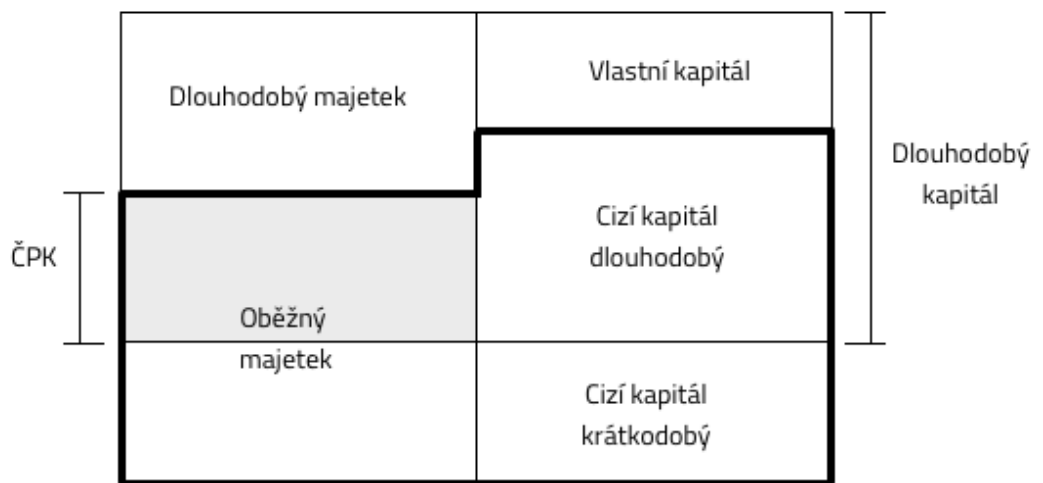 Dlouhodobý majetek
Vlastní kapitál
Dlouhodobý
kapitál
ČPK
Cizí kapitál
dlouhodobý
Oběžný
majetek
Cizí kapitál
krátkodobý